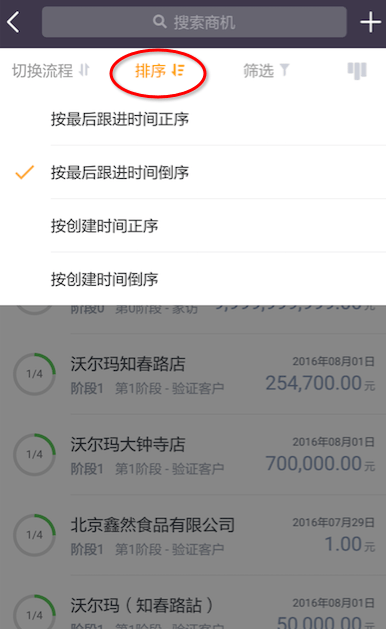 搜索商机
切换流程 排序 筛选
按最后跟进时间正序
按最后跟进时间倒序
按创建时间正序
按创建时间倒序
阶段0 第0阶段 - 家访 9,999,999,999.00元
沃尔玛知春路店 2016年08月01日
1/4
阶段1 第1阶段 - 验证客户 254,700.00元
沃尔玛大钟寺店 2016年08月01日
1/4
阶段1 第1阶段 - 验证客户 700,000.00元
北京鑫然食品有限公司 2016年07月29日
1/4
阶段1 第1阶段 - 验证客户 1.00元
沃尔玛（知春路站） 2016年08月01日
1/4
阶段1 第1阶段 - 验证客户 50,000.00元